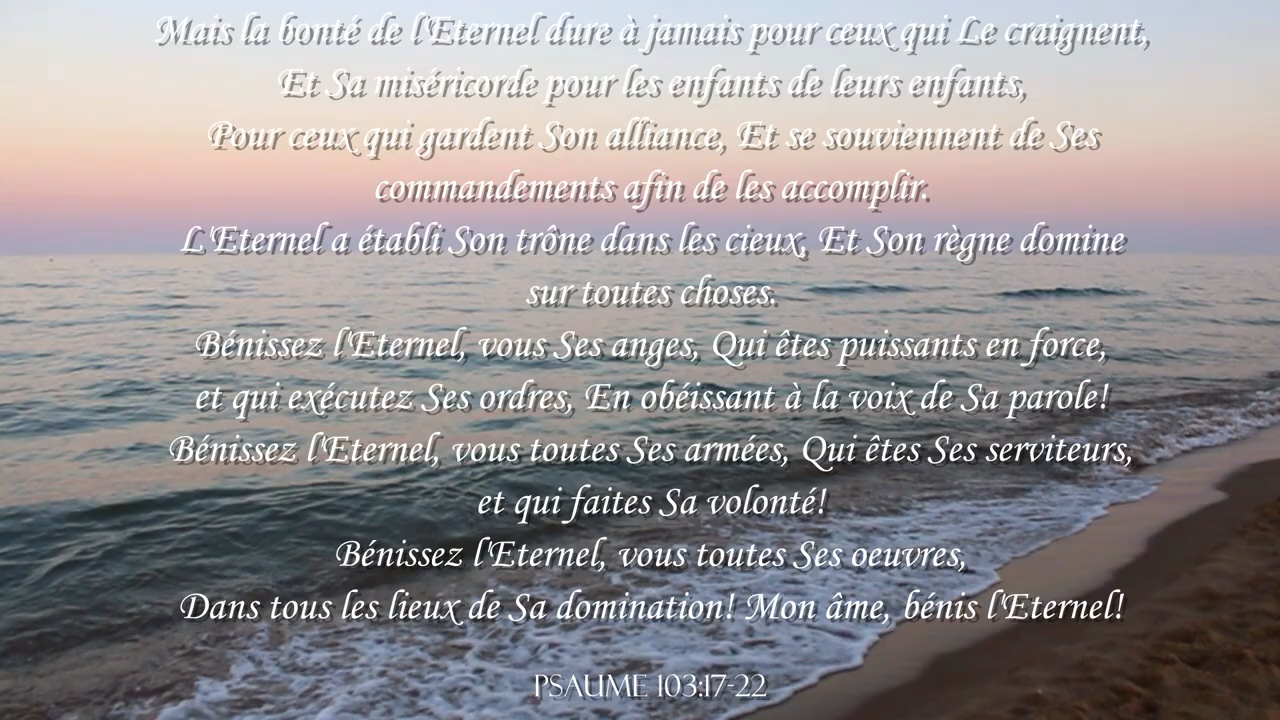 Mais la bonté de l'Eternel dure à jamais pour ceux qui Le craignent,
Et Sa miséricorde pour les enfants de leurs enfants,
Pour ceux qui gardent Son alliance, Et se souviennent de Ses
commandements afin de les accomplir.
L'Eternel a établi Son trône dans les cieux, Et Son règne domine
sur toutes choses.
Bénissez l'Eternel, vous Ses anges, Qui êtes puissants en force,
et qui exécutez Ses ordres, En obéissant à la voix de Sa parole!
Bénissez l'Eternel, vous toutes Ses armées, Qui êtes Ses serviteurs,
et qui faites Sa volonté!
Bénissez l'Eternel, vous toutes Ses oeuvres,
Dans tous les lieux de Sa domination! Mon âme, bénis l'Eternel!
PSAUME 103:17-22